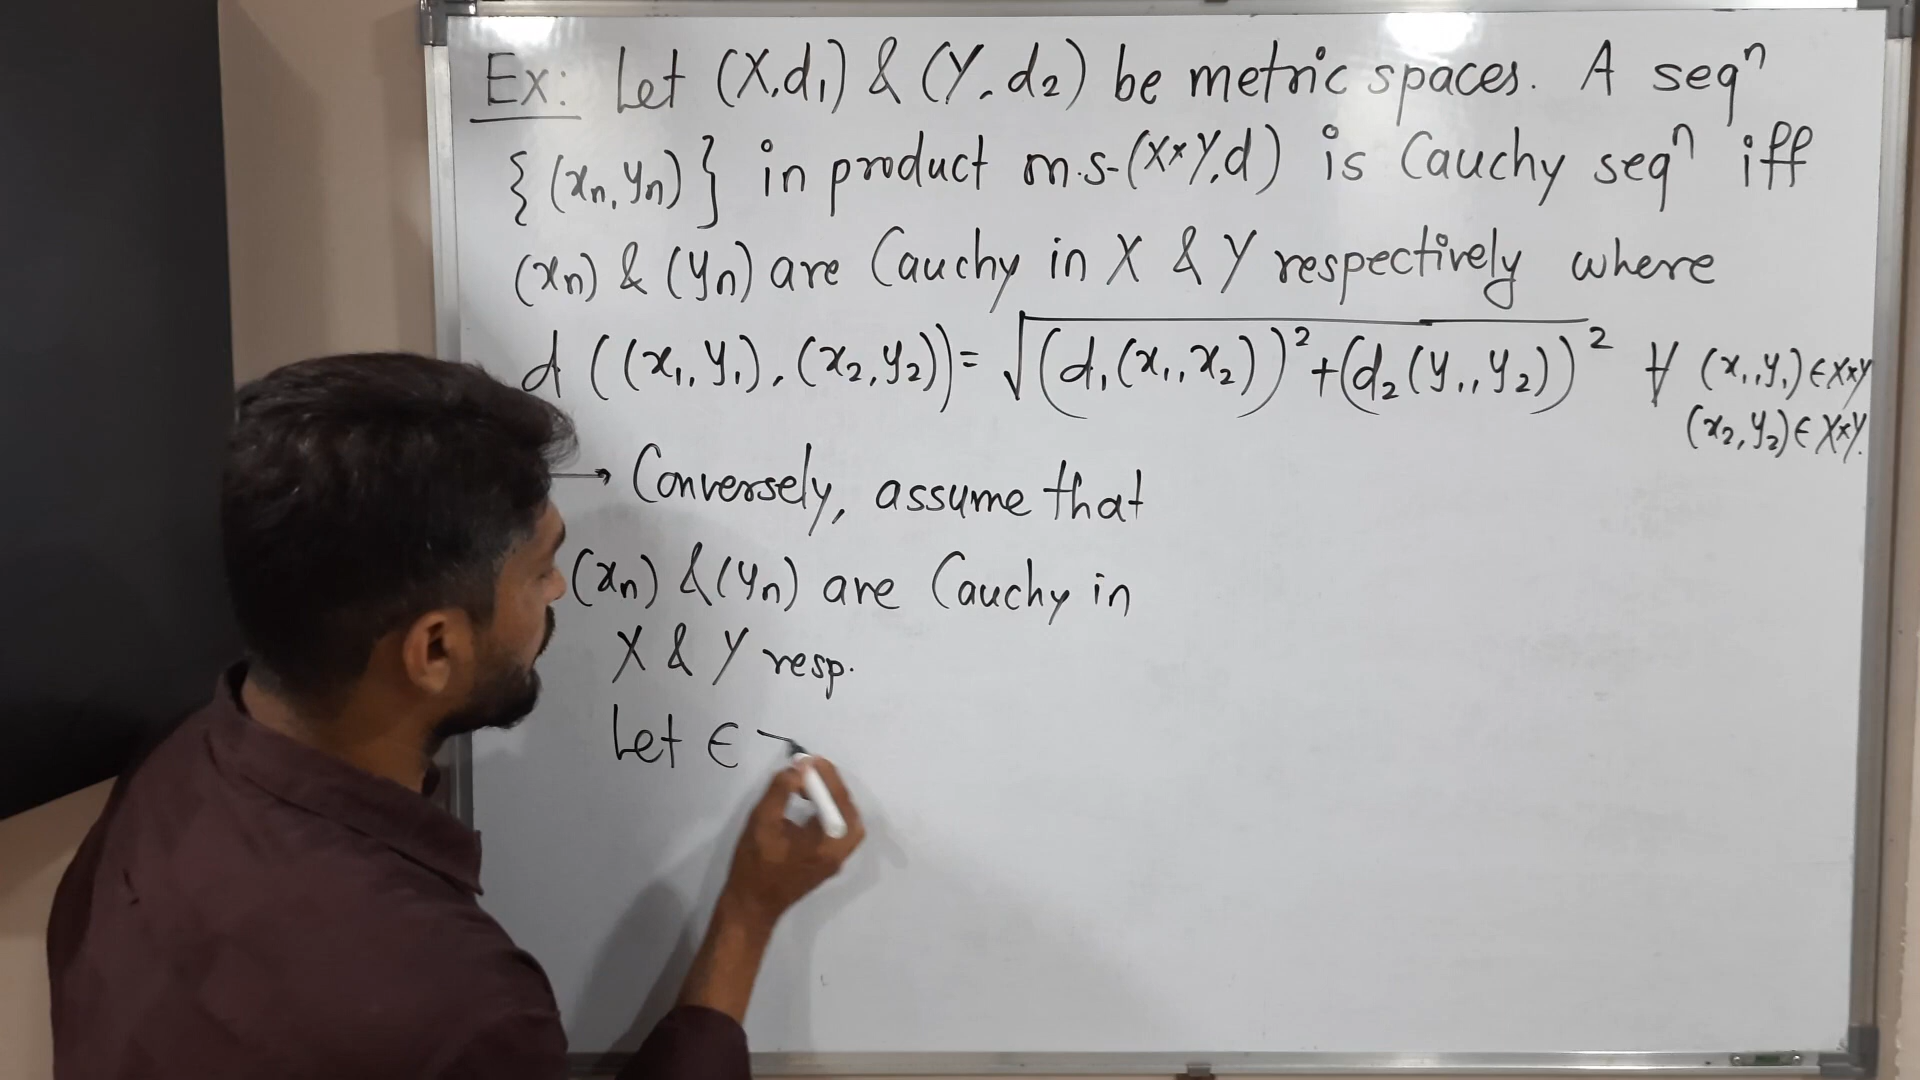 Ex: Let (X,d₁) & (Y,d₂) be metric spaces. A seqⁿ
{(xₙ,yₙ)} in product m.s.(X×Y,d) is Cauchy seqⁿ iff
(xₙ) & (yₙ) are Cauchy in X & Y respectively where
d((x₁,y₁),(x₂,y₂)) = √((d₁(x₁,x₂))²+(d₂(y₁,y₂))²) ∀ (x₁,y₁)∈X×Y
(x₂,y₂)∈X×Y.
→ Conversely, assume that
(xₙ) & (yₙ) are Cauchy in
X & Y resp.
Let ϵ